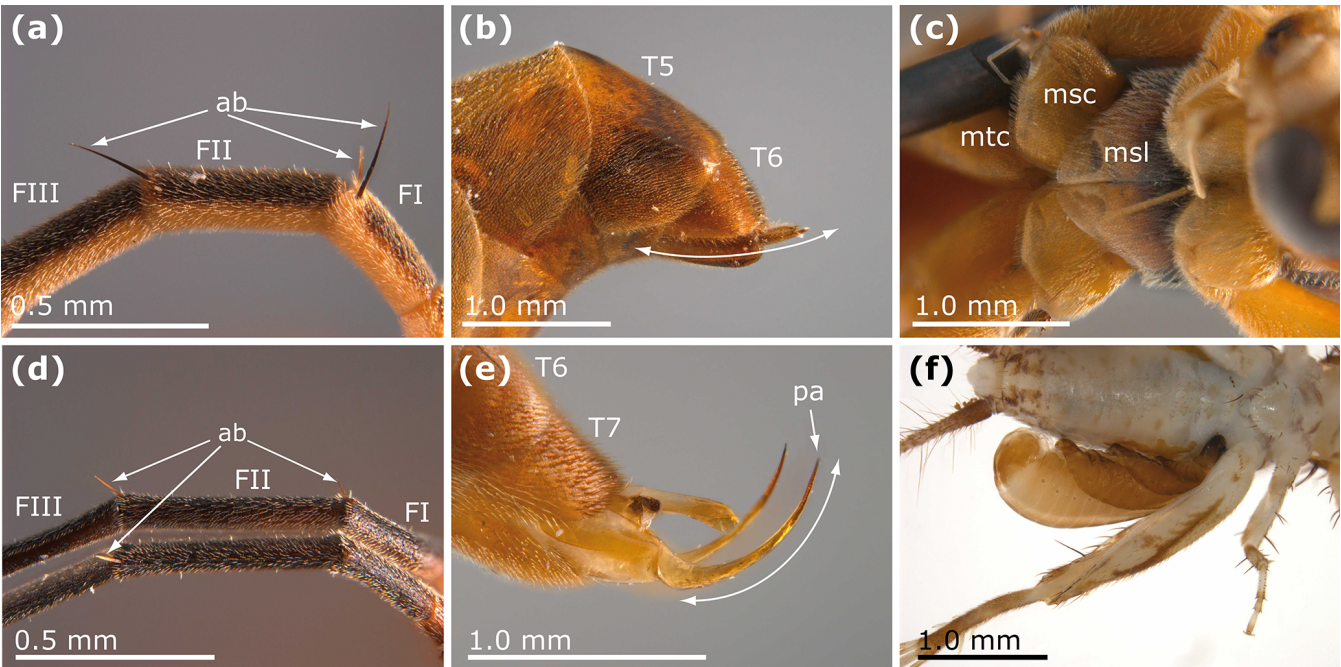 (a)
ab
FII
FIII
FI
0.5 mm
(b)
T5
T6
1.0 mm
(c)
msc
mtc
msl
1.0 mm
(d)
ab
FII
FIII
FI
0.5 mm
(e)
T6
pa
T7
1.0 mm
(f)
1.0 mm